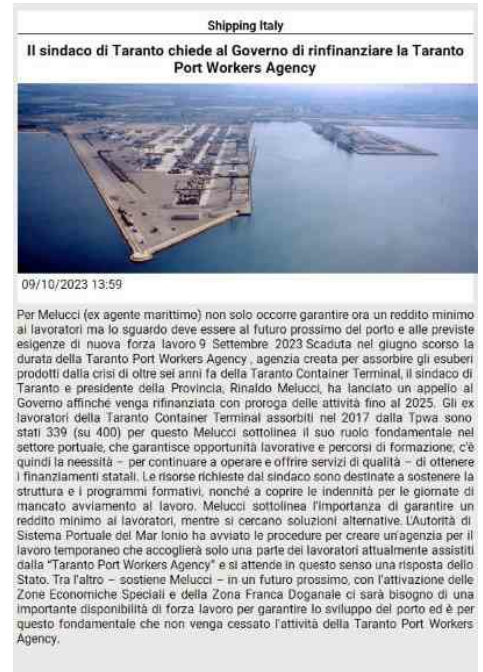 Shipping Italy
Il sindaco di Taranto chiede al Governo di rinfinanziare la Taranto
Port Workers Agency
09/10/2023 13:59
Per Melucci (ex agente marittimo) non solo occorre garantire ora un reddito minimo
ai lavoratori ma lo sguardo deve essere al futuro prossimo del porto e alle previste
esigenze di nuova forza lavoro 9 Settembre 2023 Scaduta nel giugno scorso la
durata della Taranto Port Workers Agency , agenzia creata per assorbire gli esuberi
prodotti dalla crisi di oltre sei anni fa della Taranto Container Terminal, il sindaco di
Taranto e presidente della Provincia, Rinaldo Melucci, ha lanciato un appello al
Governo affinché venga rifinanziata con proroga delle attività fino al 2025. Gli ex
lavoratori della Taranto Container Terminal assorbiti nel 2017 dalla Tpwa sono
stati 339 (su 400) per questo Melucci sottolinea il suo ruolo fondamentale nel
settore portuale, che garantisce opportunità lavorative e percorsi di formazione; c'è
quindi la neessità – per continuare a operare e offrire servizi di qualità – di ottenere
i finanziamenti statali. Le risorse richieste dal sindaco sono destinate a sostenere la
struttura e i programmi formativi, nonché a coprire le indennità per le giornate di
mancato avviamento al lavoro. Melucci sottolinea l'importanza di garantire un
reddito minimo ai lavoratori, mentre si cercano soluzioni alternative. L'Autorità di
Sistema Portuale del Mar Ionio ha avviato le procedure per creare un'agenzia per il
lavoro temporaneo che accoglierà solo una parte dei lavoratori attualmente assistiti
dalla "Taranto Port Workers Agency" e si attende in questo senso una risposta dello
Stato. Tra l'altro – sostiene Melucci – in un futuro prossimo, con l'attivazione delle
Zone Economiche Speciali e della Zona Franca Doganale ci sarà bisogno di una
importante disponibilità di forza lavoro per garantire lo sviluppo del porto ed è per
questo fondamentale che non venga cessato l'attività della Taranto Port Workers
Agency.